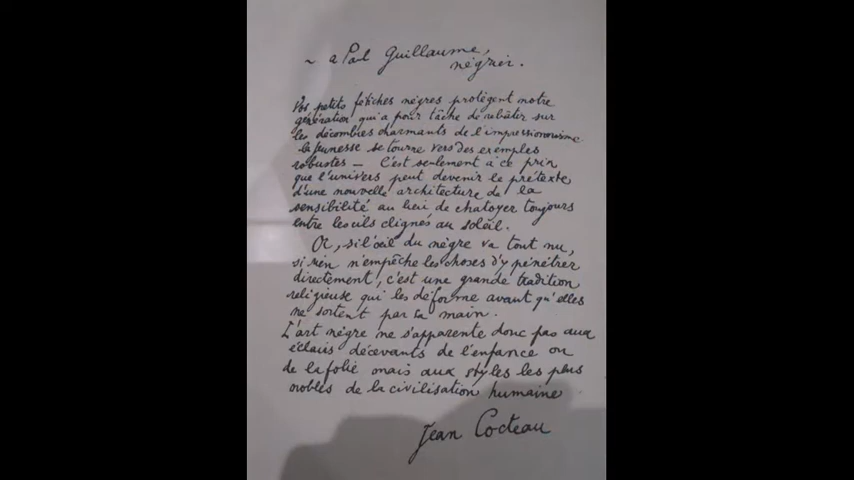 ~ a Paul Guillaume,
négrier.
Vos petits fétiches nègres protègent notre
génération qui a pour tâche de rebâtir sur
les décombres charmants de l'impressionnisme
la jeunesse se tourne vers des exemples
robustes — C'est seulement à ce prix
que l'univers peut devenir le prétexte
d'une nouvelle architecture de la
sensibilité au lieu de chatoyer toujours
entre les cils clignés au soleil.
Or, si l'œil du nègre va tout nu,
si rien n'empêche les choses d'y pénétrer
directement, c'est une grande tradition
religieuse qui les déforme avant qu'elles
ne sortent par sa main.
L'art nègre ne s'apparente donc pas aux
éclairs décevants de l'enfance ou
de la folie mais aux styles les plus
nobles de la civilisation humaine
Jean Cocteau